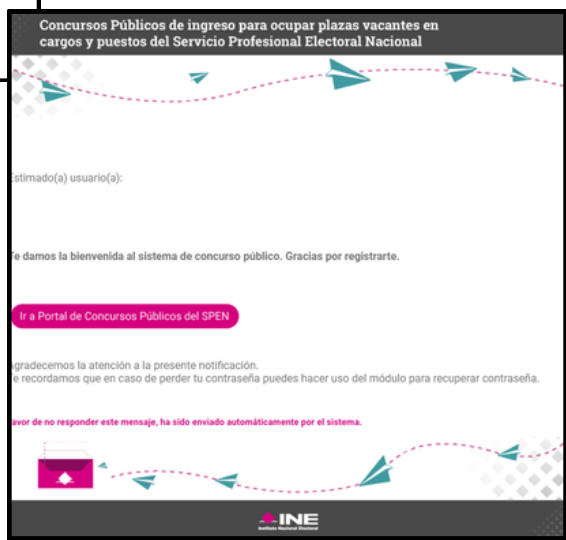 Concursos Públicos de ingreso para ocupar plazas vacantes en
cargos y puestos del Servicio Profesional Electoral Nacional
Estimado(a) usuario(a):
Te damos la bienvenida al sistema de concurso público. Gracias por registrarte.
Ir a Portal de Concursos Públicos del SPEN
Agradecemos la atención a la presente notificación.
Te recordamos que en caso de perder tu contraseña puedes hacer uso del módulo para recuperar contraseña.
Favor de no responder este mensaje, ha sido enviado automáticamente por el sistema.
INE
Instituto Nacional Electoral